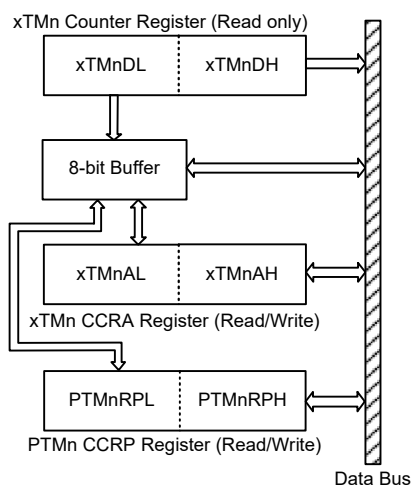 xTMn Counter Register (Read only)
xTMnDL xTMnDH
8-bit Buffer
xTMnAL xTMnAH
xTMn CCRA Register (Read/Write)
PTMnRPL PTMnRPH
PTMn CCRP Register (Read/Write)
Data Bus